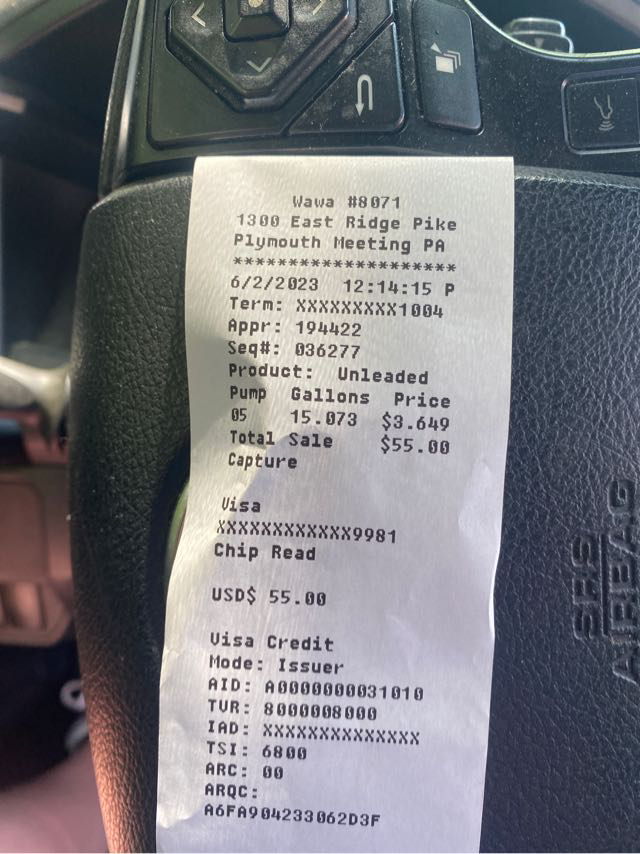 Wawa #8071
1300 East Ridge Pike
Plymouth Meeting PA
********************
6/2/2023 12:14:15 P
Term: XXXXXXXXX1004
Appr: 194422
Seq#: 036277
Product: Unleaded
Pump Gallons Price
05 15.073 $3.649
Total Sale $55.00
Capture
Visa
XXXXXXXXXXXX9981
Chip Read
USD$ 55.00
Visa Credit
Mode: Issuer
AID: A0000000031010
TVR: 8000008000
IAD: XXXXXXXXXXXXXX
TSI: 6800
ARC: 00
ARQC:
A6FA904233062D3F
SRS
AIRBAG